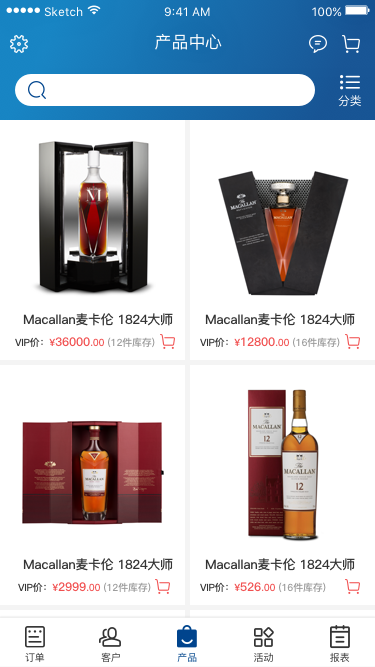 Sketch 9:41 AM 100%
产品中心
分类
M
The
MACALLAN
Macallan麦卡伦 1824大师
Macallan麦卡伦 1824大师
VIP价: ¥36000.00 (12件库存)
VIP价: ¥12800.00 (16件库存)
MACALLAN
12
The
MACALLAN
12
Macallan麦卡伦 1824大师
Macallan麦卡伦 1824大师
VIP价: ¥2999.00 (12件库存)
VIP价: ¥526.00 (16件库存)
订单
客户
产品
活动
报表